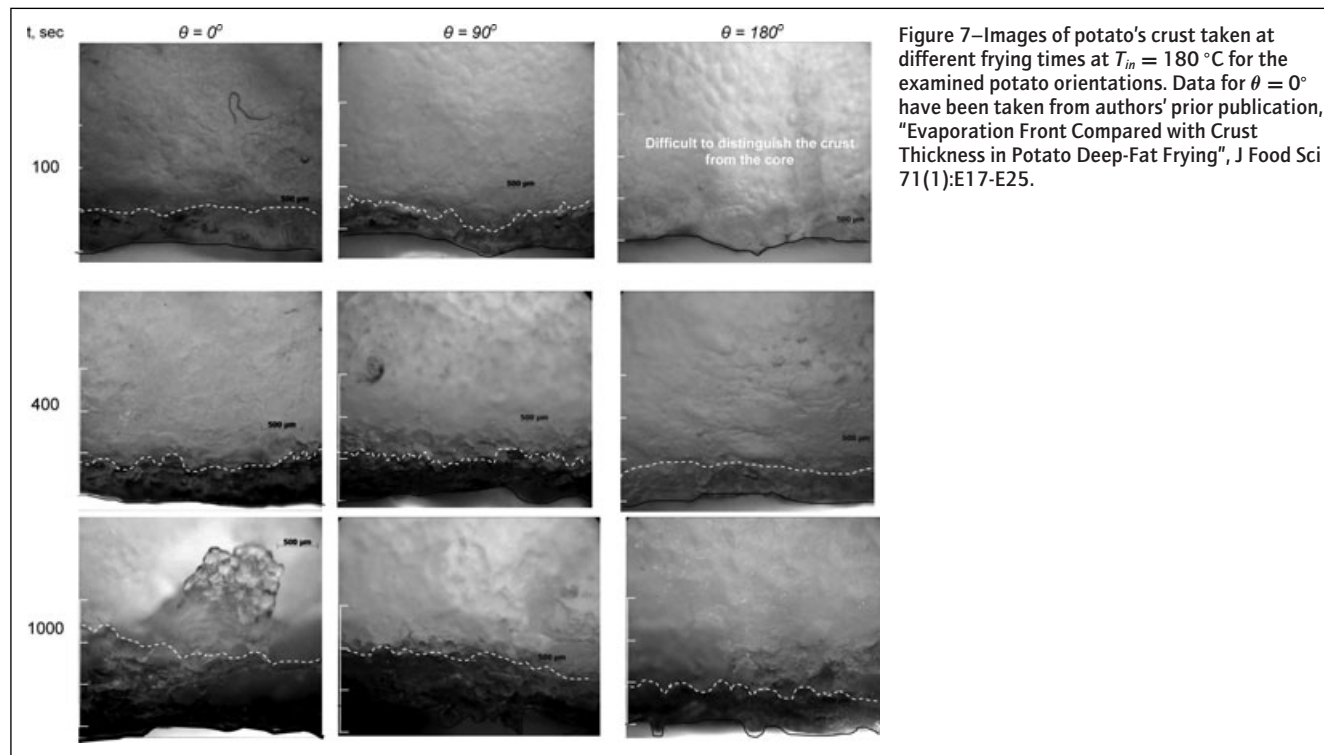 t, sec
θ = 0⁰
θ = 90⁰
θ = 180⁰
100
500 µm
500 µm
Difficult to distinguish the crust
from the core
500 µm
400
500 µm
500 µm
500 µm
1000
500 µm
500 µm
Figure 7–Images of potato's crust taken at
different frying times at T_in = 180 °C for the
examined potato orientations. Data for θ = 0°
have been taken from authors' prior publication,
“Evaporation Front Compared with Crust
Thickness in Potato Deep-Fat Frying”, J Food Sci
71(1):E17-E25.